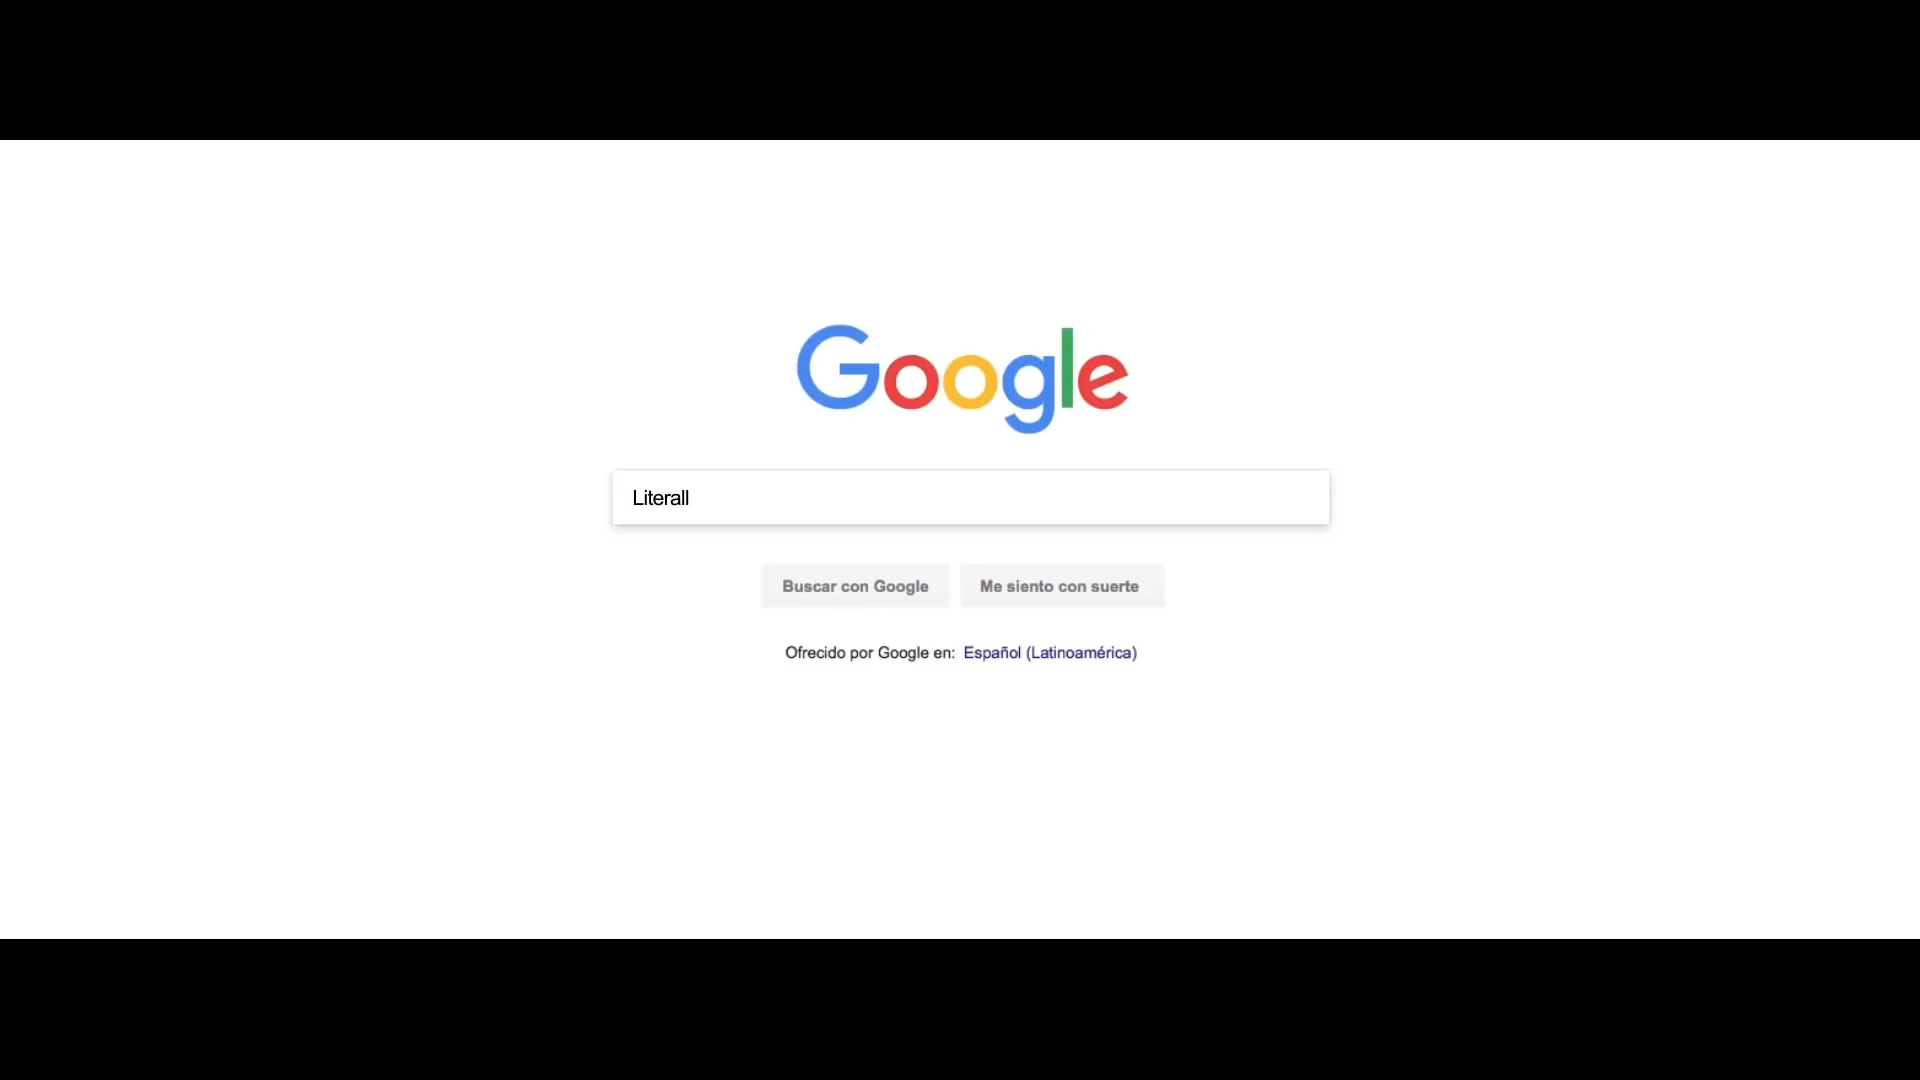 Google
Literall
Buscar con Google
Me siento con suerte
Ofrecido por Google en: Español (Latinoamérica)